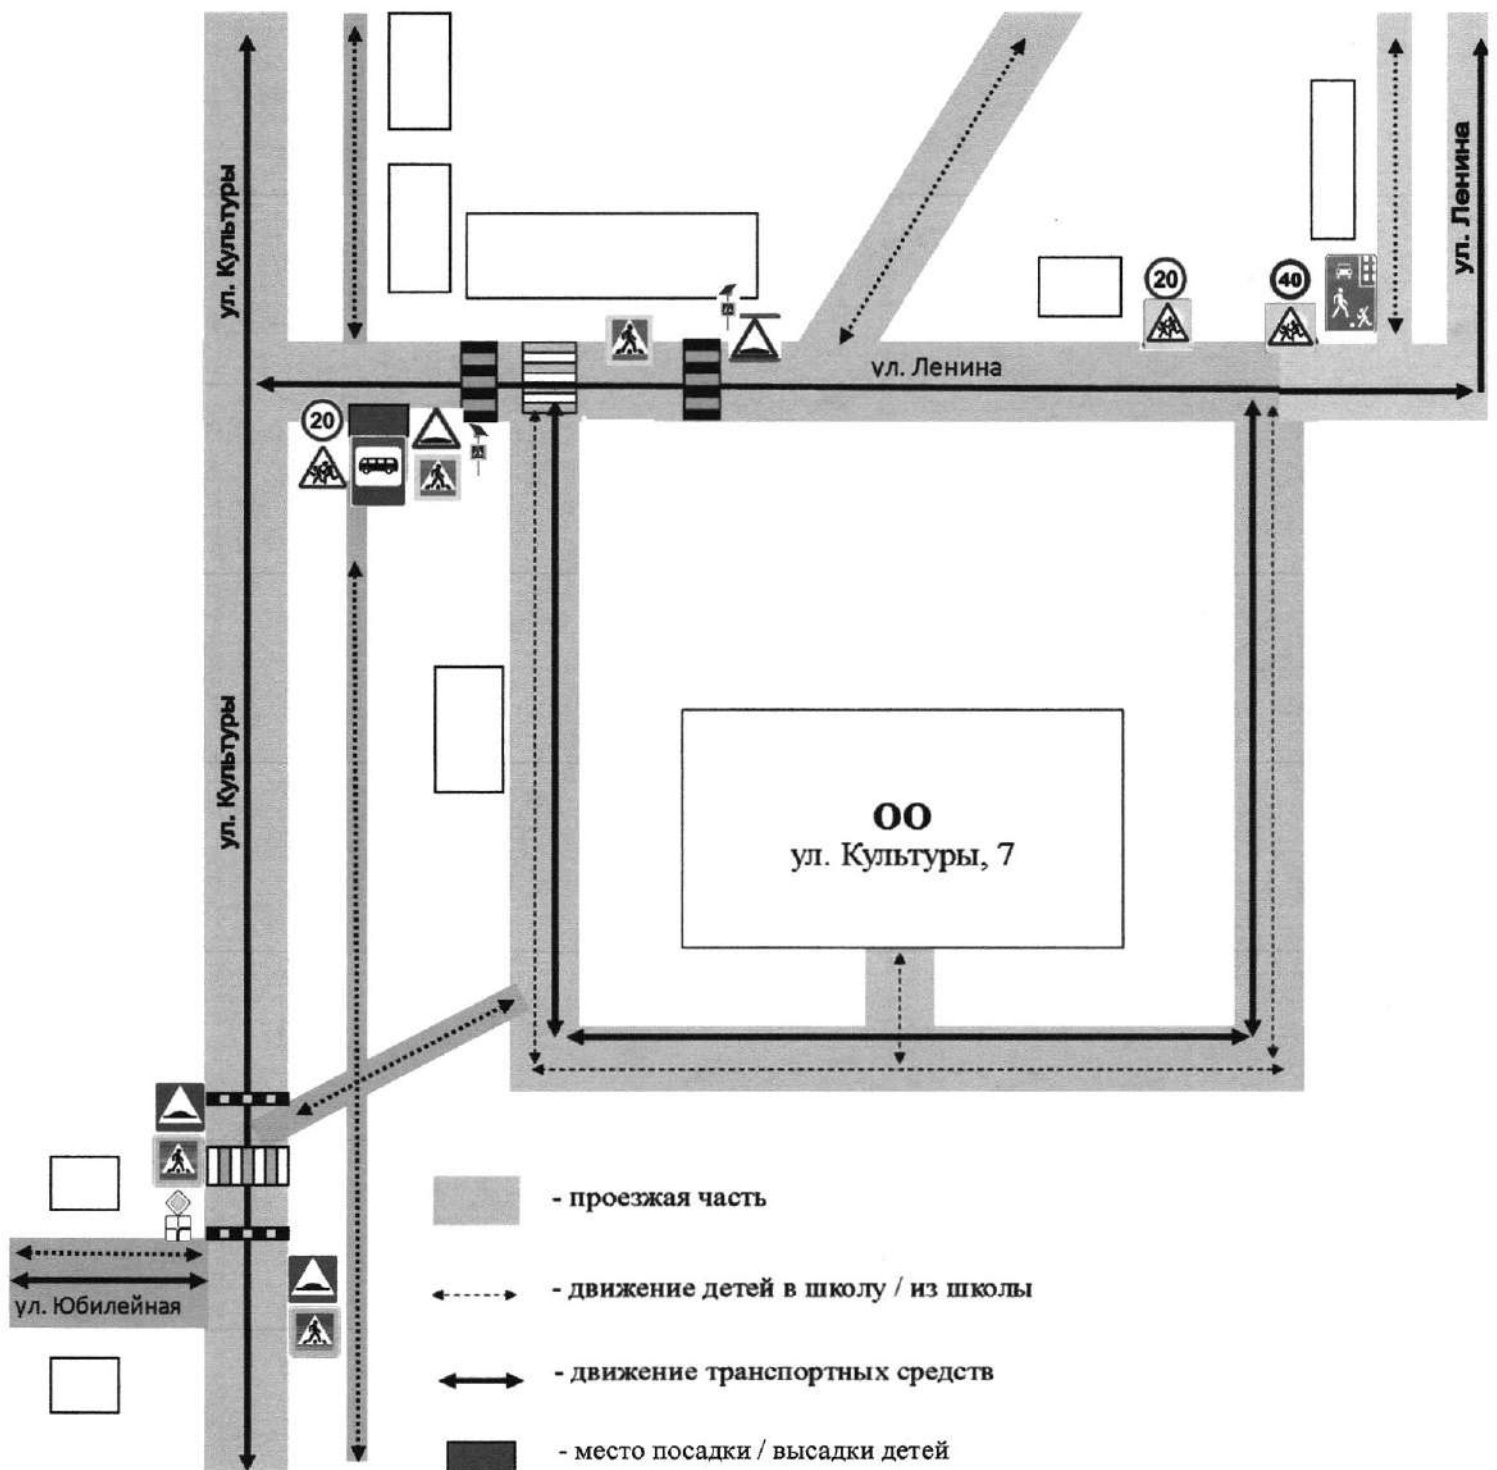 ул. Культуры
ул. Ленина
20
40
ул. Ленина
20
ул. Культуры
ОО
ул. Культуры, 7
- проезжая часть
- движение детей в школу / из школы
ул. Юбилейная
- движение транспортных средств
- место посадки / высадки детей